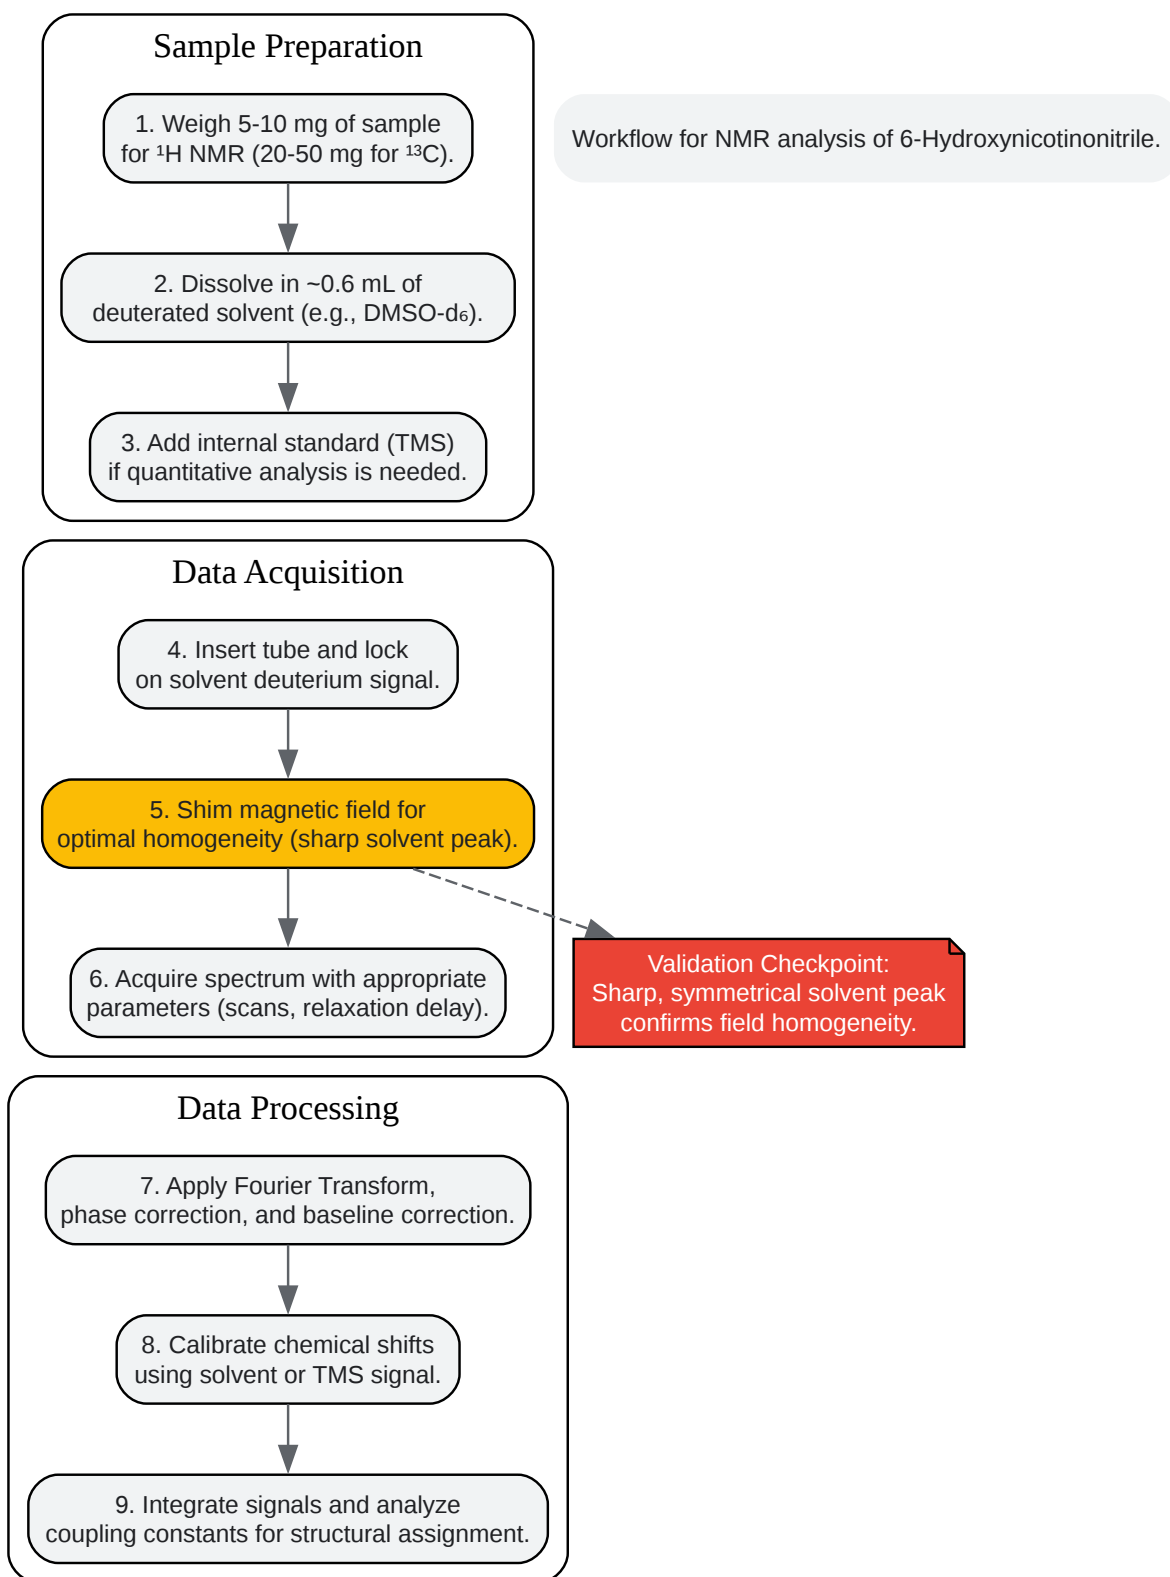 Sample Preparation
1. Weigh 5-10 mg of sample
for ¹H NMR (20-50 mg for ¹³C).
Workflow for NMR analysis of 6-Hydroxynicotinonitrile.
2. Dissolve in ~0.6 mL of
deuterated solvent (e.g., DMSO-d₆).
3. Add internal standard (TMS)
if quantitative analysis is needed.
Data Acquisition
4. Insert tube and lock
on solvent deuterium signal.
5. Shim magnetic field for
optimal homogeneity (sharp solvent peak).
6. Acquire spectrum with appropriate
parameters (scans, relaxation delay).
Validation Checkpoint:
Sharp, symmetrical solvent peak
confirms field homogeneity.
Data Processing
7. Apply Fourier Transform,
phase correction, and baseline correction.
8. Calibrate chemical shifts
using solvent or TMS signal.
9. Integrate signals and analyze
coupling constants for structural assignment.